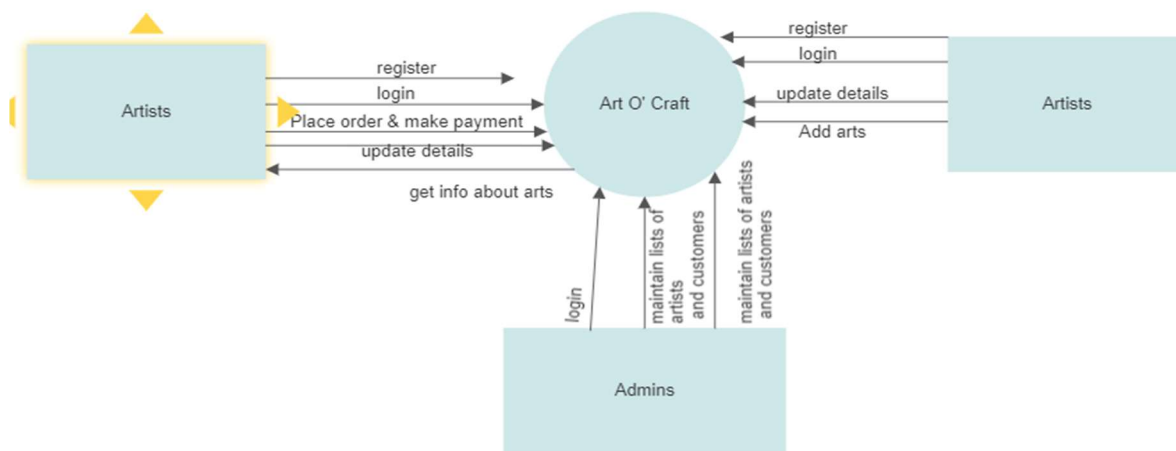 register
login
Artists
Place order & make payment
update details
get info about arts
Art O' Craft
register
login
update details
Artists
Add arts
login
maintain lists of
artists
and customers
maintain lists of artists
and customers
Admins